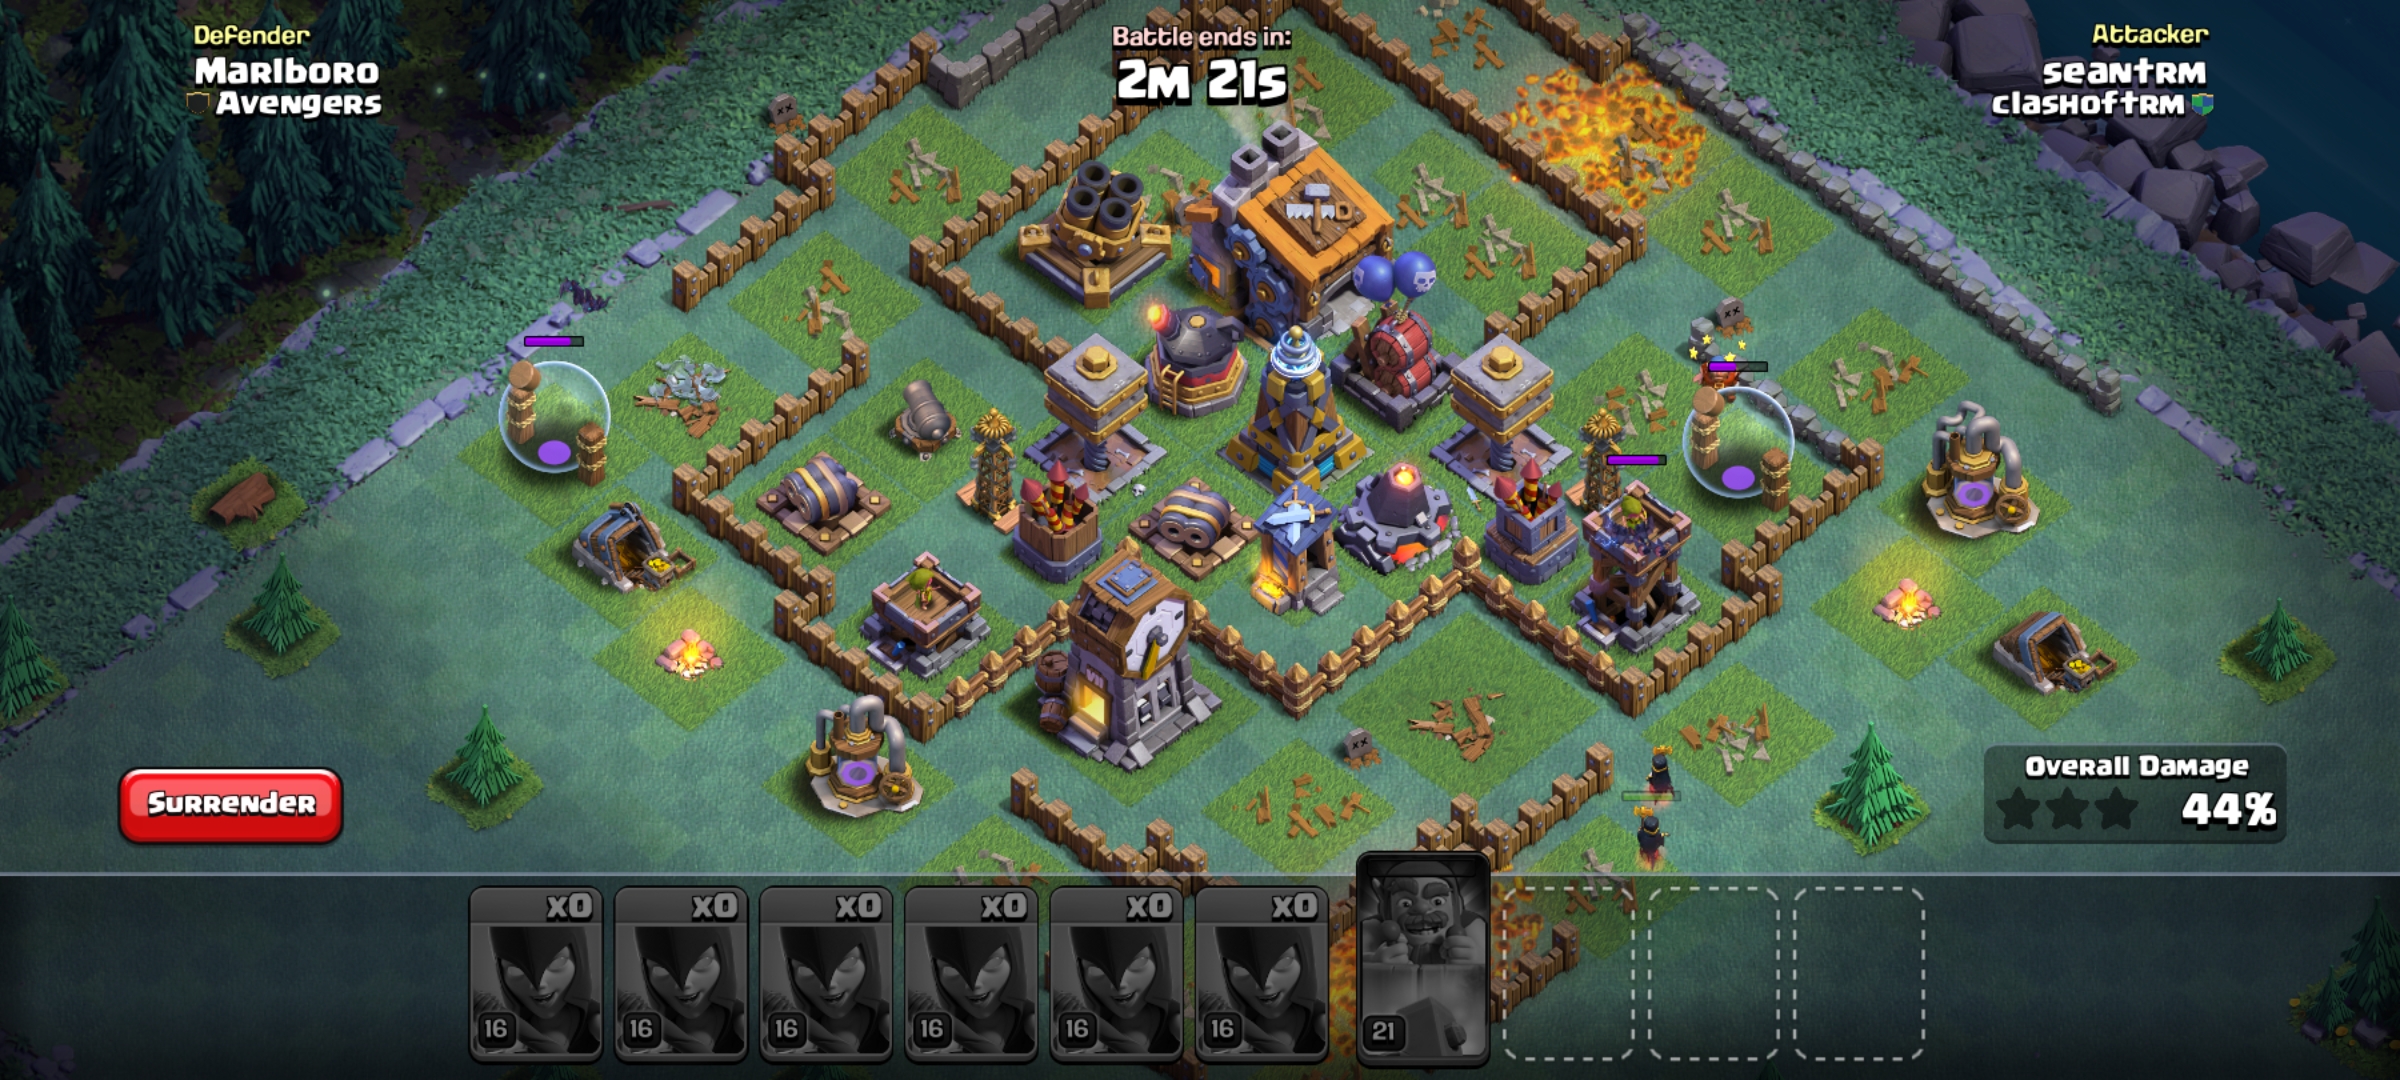 Defender
Marlboro
Avengers
Battle ends in:
2M 21s
Attacker
seantRM
clashoftRM
Surrender
Overall Damage
44%
x0
x0
x0
x0
x0
x0
16
16
16
16
16
16
21
VII